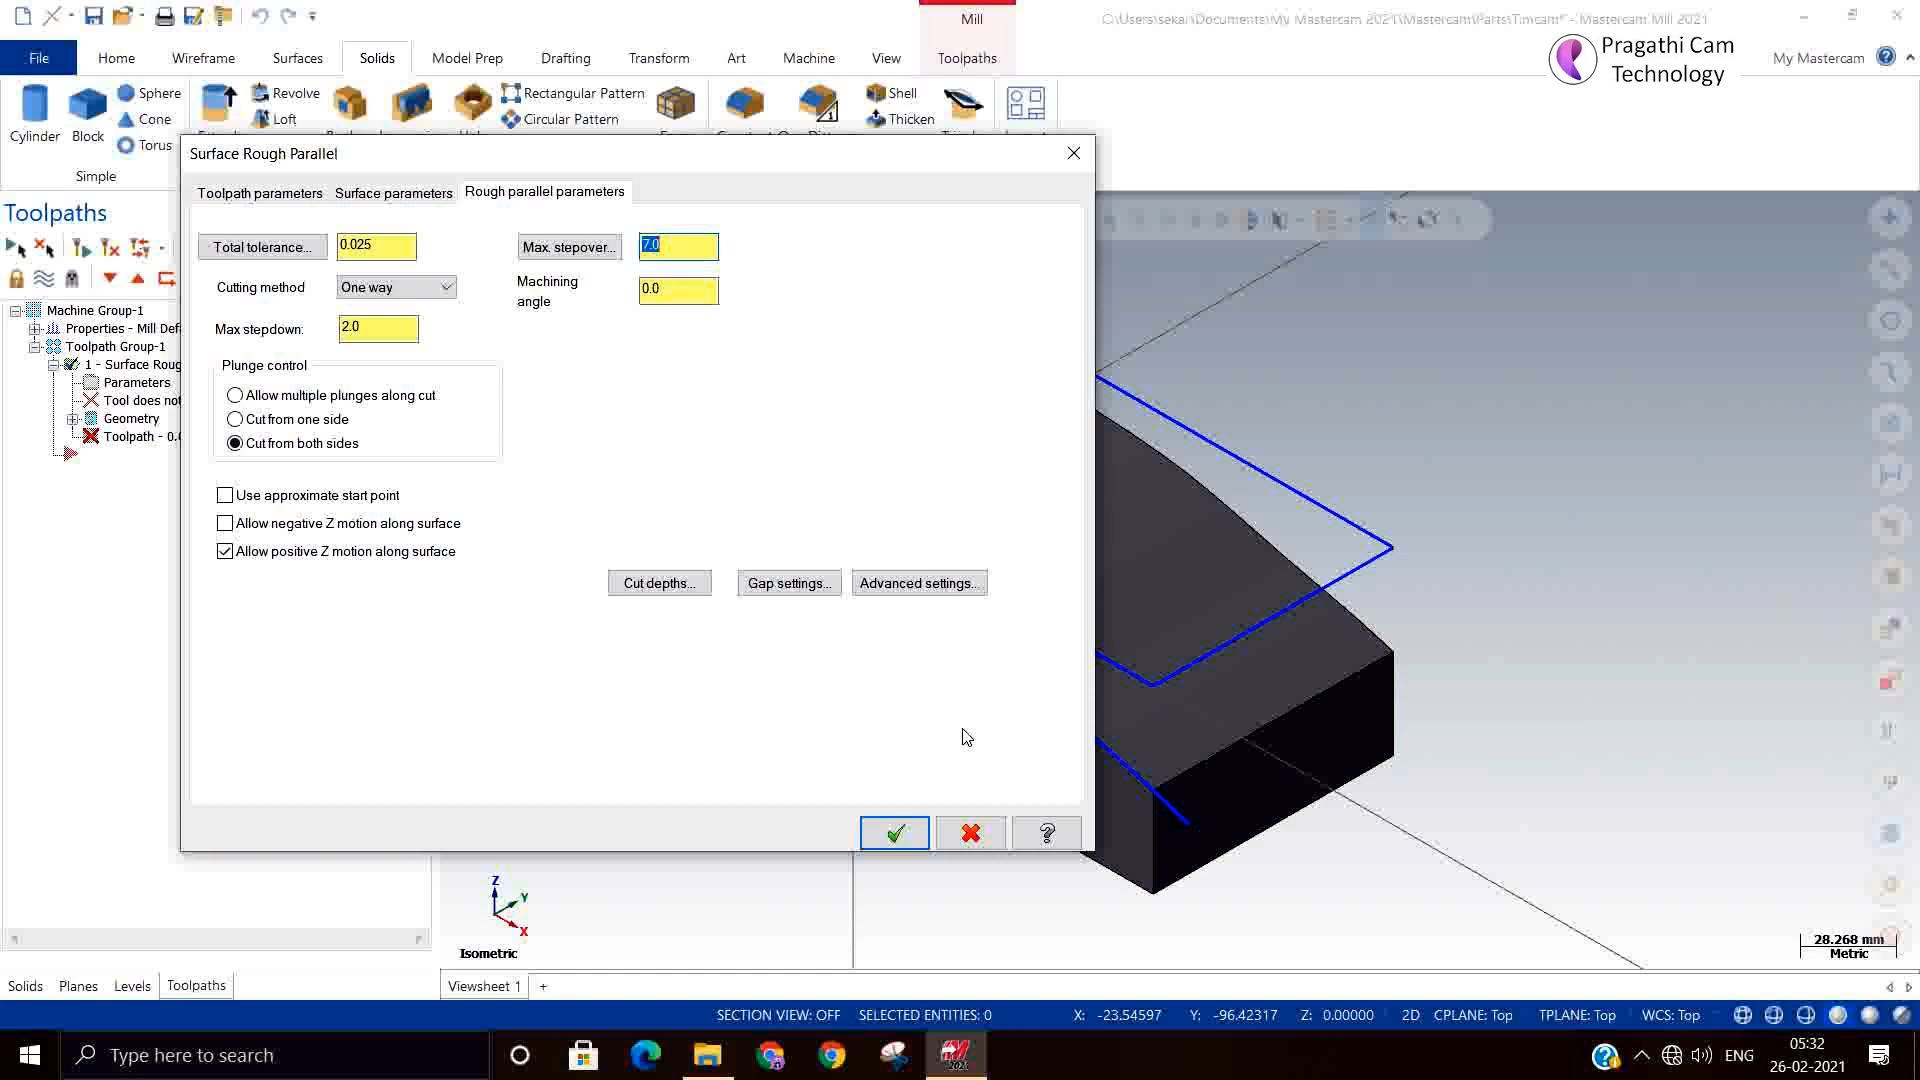 Mill
C:\Users\sekar\Documents\My Mastercam 2021\Mastercam\Parts\Timcam* - Mastercam Mill 2021
File
Home
Wireframe
Surfaces
Solids
Model Prep
Drafting
Transform
Art
Machine
View
Toolpaths
Pragathi Cam
Technology
My Mastercam
Cylinder
Block
Sphere
Cone
Torus
Revolve
Loft
Rectangular Pattern
Circular Pattern
Shell
Thicken
Simple
Toolpaths
Machine Group-1
Properties - Mill Def
Toolpath Group-1
1 - Surface Roug
Parameters
Tool does not
Geometry
Toolpath - 0.0
Surface Rough Parallel
Toolpath parameters
Surface parameters
Rough parallel parameters
Total tolerance...
0.025
Max. stepover...
7.0
Cutting method
One way
Machining
angle
0.0
Max stepdown:
2.0
Plunge control
Allow multiple plunges along cut
Cut from one side
Cut from both sides
Use approximate start point
Allow negative Z motion along surface
Allow positive Z motion along surface
Cut depths...
Gap settings...
Advanced settings...
Z
Y
X
Isometric
28.268 mm
Metric
Solids
Planes
Levels
Toolpaths
Viewsheet 1
+
SECTION VIEW: OFF
SELECTED ENTITIES: 0
X: -23.54597
Y: -96.42317
Z: 0.00000
2D
CPLANE: Top
TPLANE: Top
WCS: Top
Type here to search
2021
ENG
05:32
26-02-2021